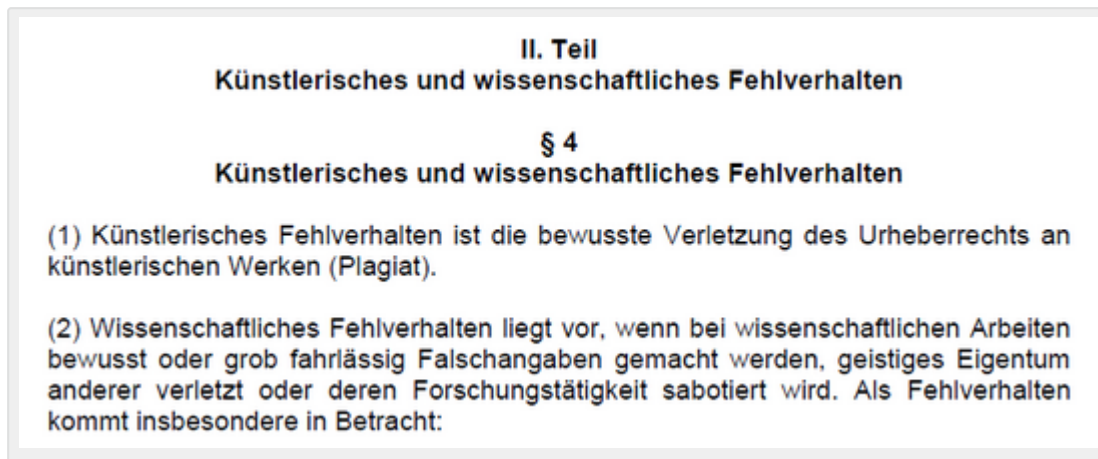 II. Teil
Künstlerisches und wissenschaftliches Fehlverhalten
§ 4
Künstlerisches und wissenschaftliches Fehlverhalten
(1) Künstlerisches Fehlverhalten ist die bewusste Verletzung des Urheberrechts an
künstlerischen Werken (Plagiat).
(2) Wissenschaftliches Fehlverhalten liegt vor, wenn bei wissenschaftlichen Arbeiten
bewusst oder grob fahrlässig Falschangaben gemacht werden, geistiges Eigentum
anderer verletzt oder deren Forschungstätigkeit sabotiert wird. Als Fehlverhalten
kommt insbesondere in Betracht: